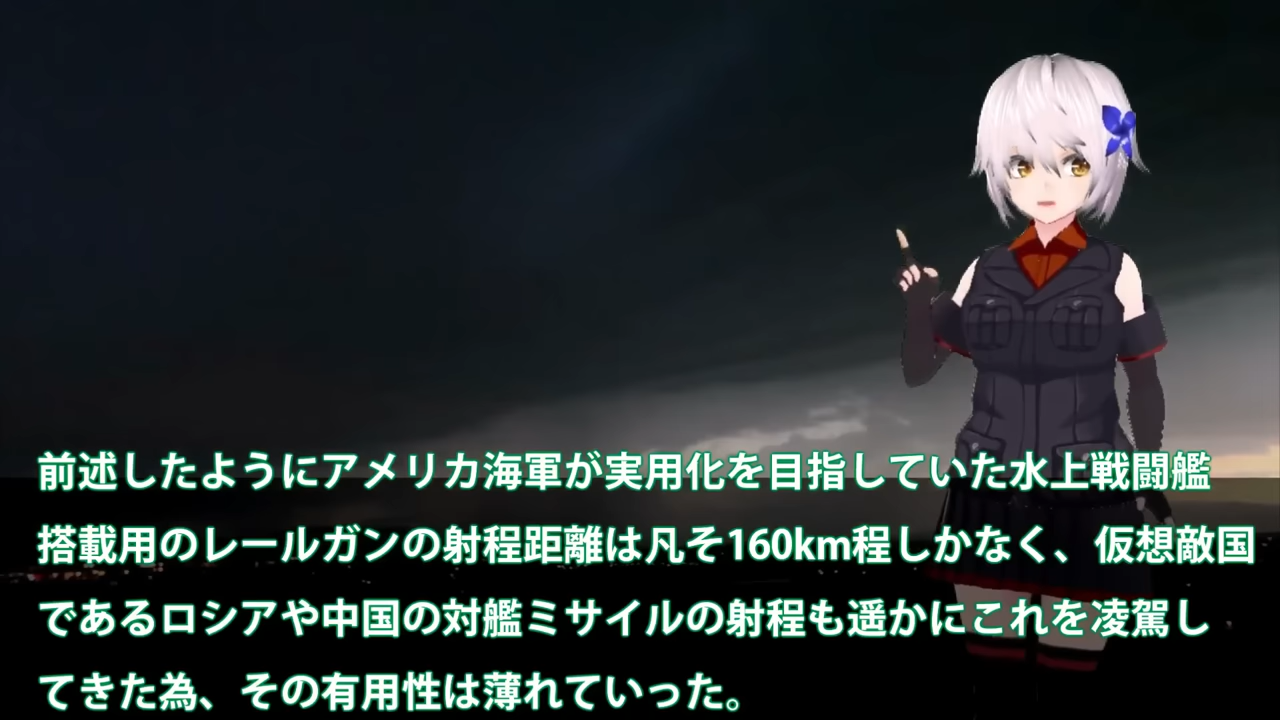 前述したようにアメリカ海軍が実用化を目指していた水上戦闘艦
搭載用のレールガンの射程距離は凡そ160km程しかなく、仮想敵国
であるロシアや中国の対艦ミサイルの射程も遥かにこれを凌駕し
てきた為、その有用性は薄れていった。